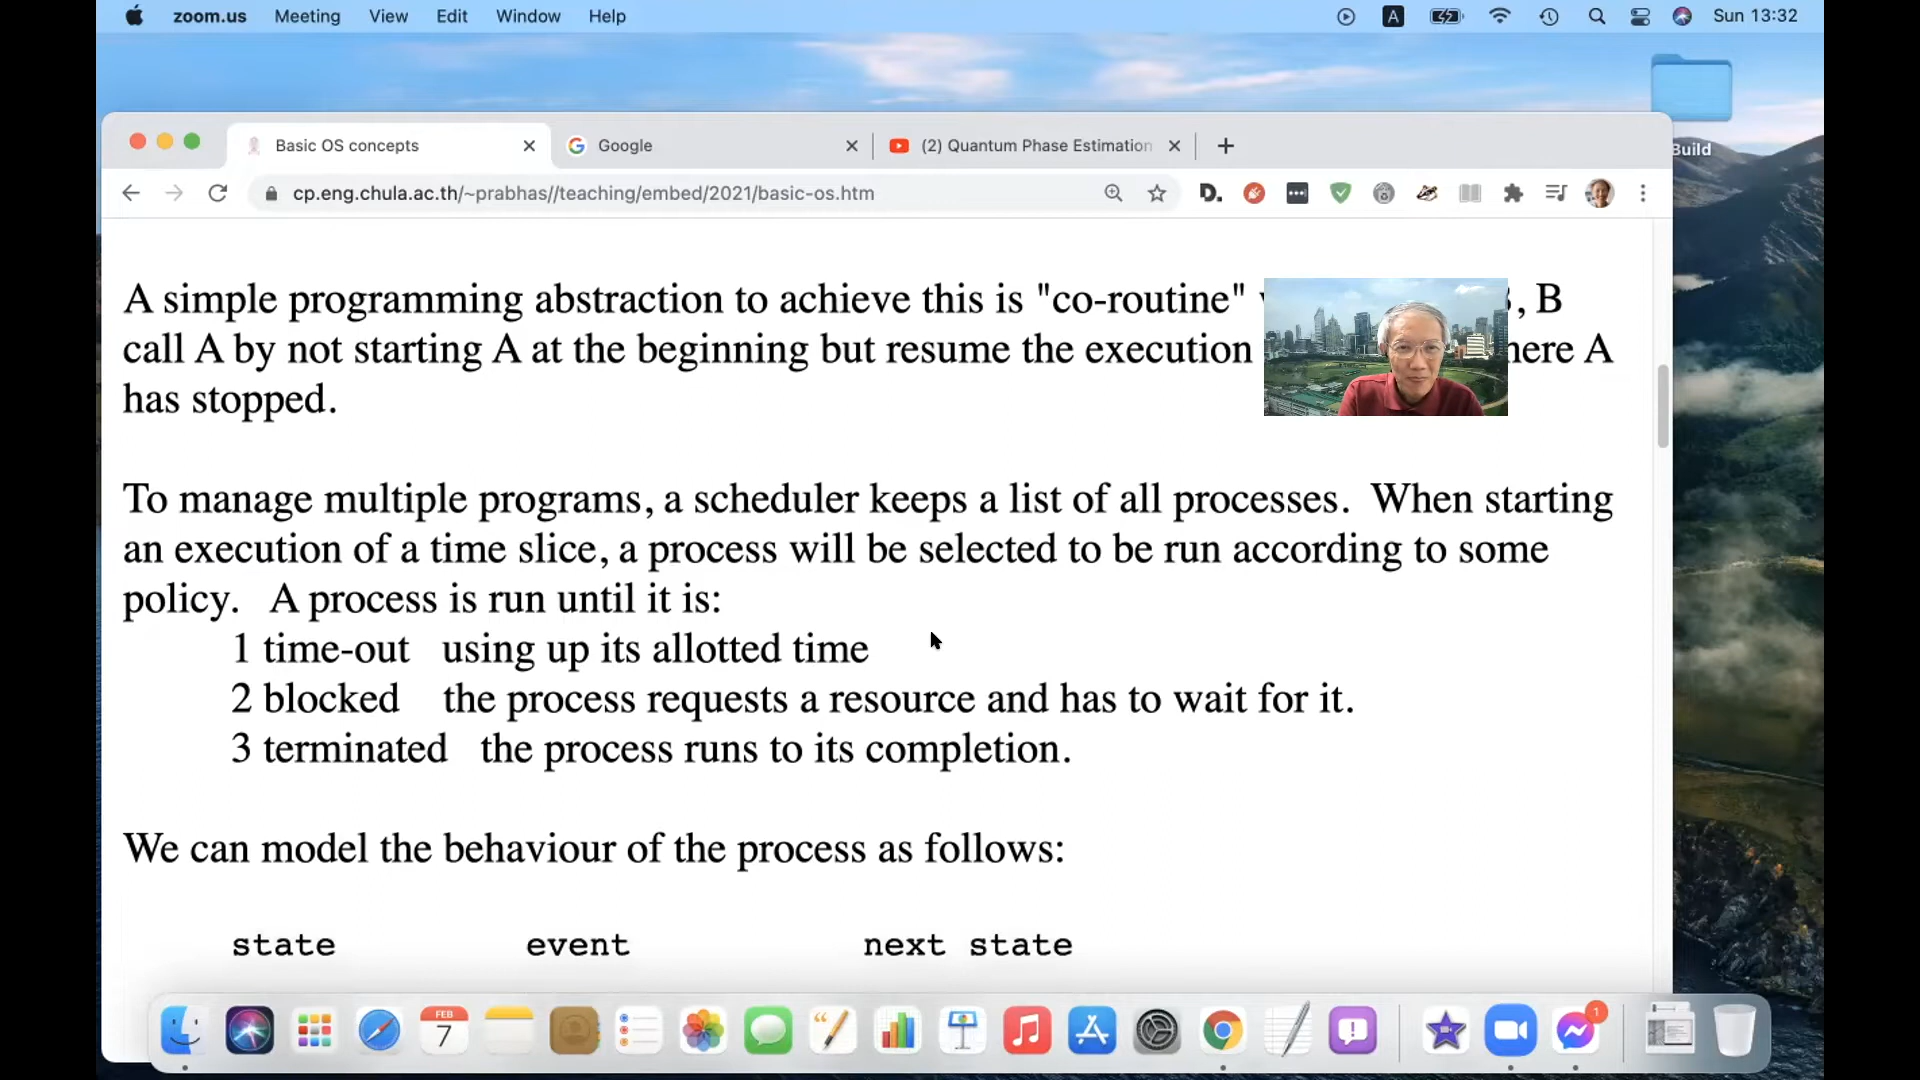 zoom.us Meeting View Edit Window Help A Sun 13:32
Build
Basic OS concepts Google (2) Quantum Phase Estimation
cp.eng.chula.ac.th/~prabhas//teaching/embed/2021/basic-os.htm D.
A simple programming abstraction to achieve this is "co-routine" , B
call A by not starting A at the beginning but resume the execution A
has stopped.
To manage multiple programs, a scheduler keeps a list of all processes. When starting
an execution of a time slice, a process will be selected to be run according to some
policy. A process is run until it is:
1 time-out using up its allotted time
2 blocked the process requests a resource and has to wait for it.
3 terminated the process runs to its completion.
We can model the behaviour of the process as follows:
state event next state
FEB
7
1